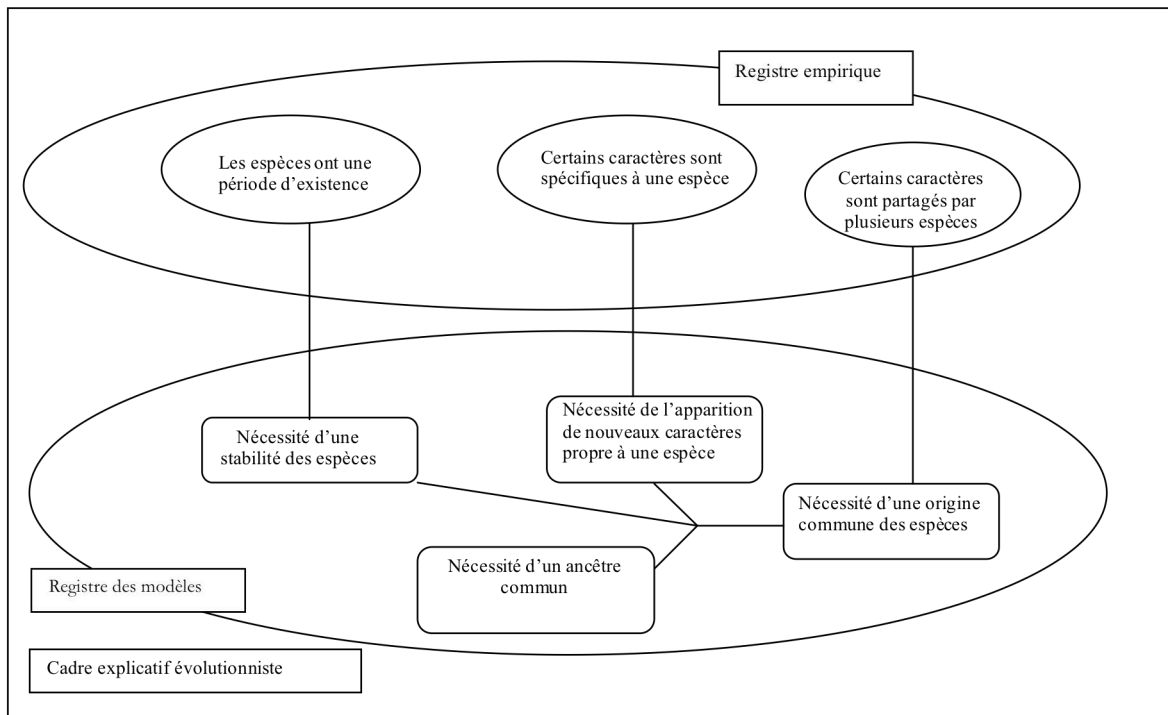 Registre empirique
Les espèces ont une
période d'existence
Certains caractères sont
spécifiques à une espèce
Certains caractères
sont partagés par
plusieurs espèces
Nécessité d'une
stabilité des espèces
Nécessité de l'apparition
de nouveaux caractères
propre à une espèce
Nécessité d'une origine
commune des espèces
Nécessité d'un ancêtre
commun
Registre des modèles
Cadre explicatif évolutionniste